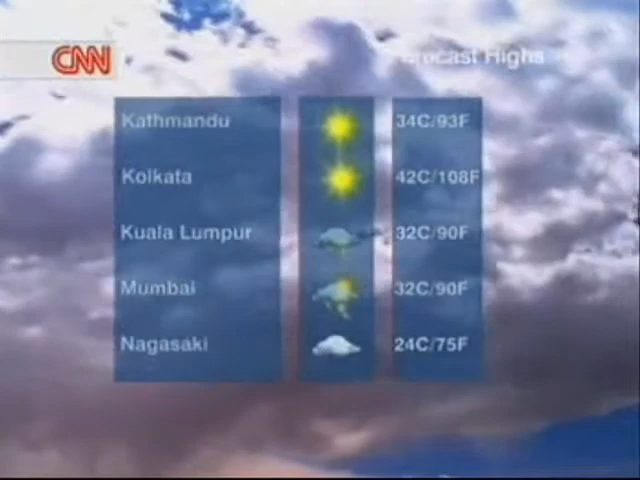 CNN
Forecast Highs
Kathmandu 34C/93F
Kolkata 42C/108F
Kuala Lumpur 32C/90F
Mumbai 32C/90F
Nagasaki 24C/75F